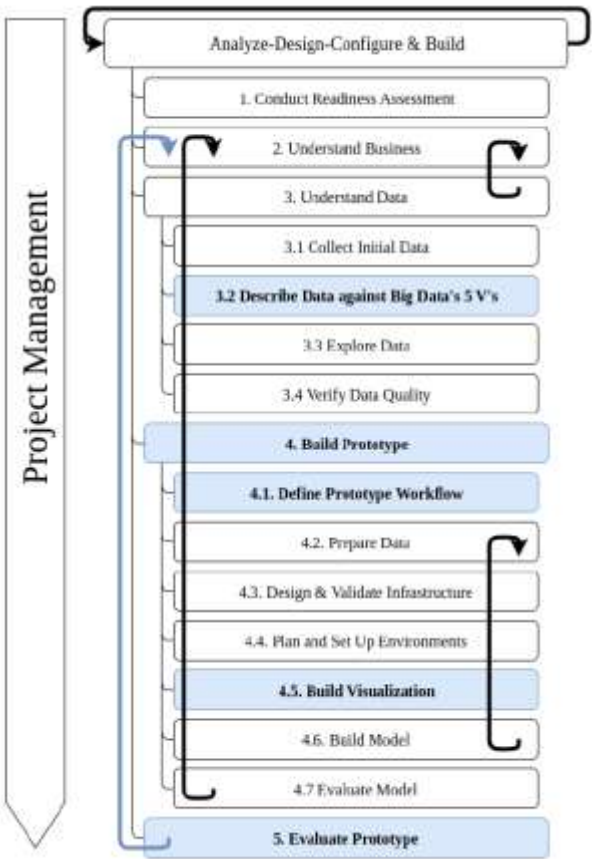 Project Management
Analyze-Design-Configure & Build
1. Conduct Readiness Assessment
2. Understand Business
3. Understand Data
3.1 Collect Initial Data
3.2 Describe Data against Big Data's 5 V's
3.3 Explore Data
3.4 Verify Data Quality
4. Build Prototype
4.1. Define Prototype Workflow
4.2. Prepare Data
4.3. Design & Validate Infrastructure
4.4. Plan and Set Up Environments
4.5. Build Visualization
4.6. Build Model
4.7 Evaluate Model
5. Evaluate Prototype